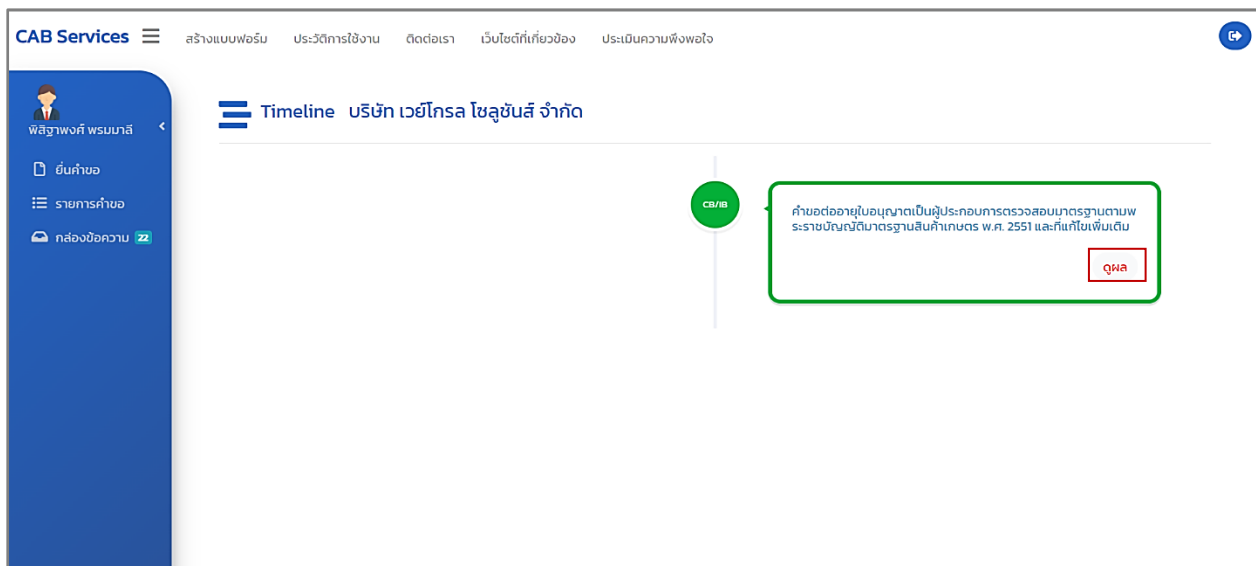 CAB Services สร้างแบบฟอร์ม ประวัติการใช้งาน ติดต่อเรา เว็บไซต์ที่เกี่ยวข้อง ประเมินความพึงพอใจ
พิสิฐาพงศ์ พรมมาลี
ยื่นคำขอ
รายการคำขอ
กล่องข้อความ 22
Timeline บริษัท เวย์โกรล โซลูชันส์ จำกัด
CB/IB
คำขอต่ออายุใบอนุญาตเป็นผู้ประกอบการตรวจสอบมาตรฐานตามพ
ระราชบัญญัติมาตรฐานสินค้าเกษตร พ.ศ. 2551 และที่แก้ไขเพิ่มเติม
ดูผล